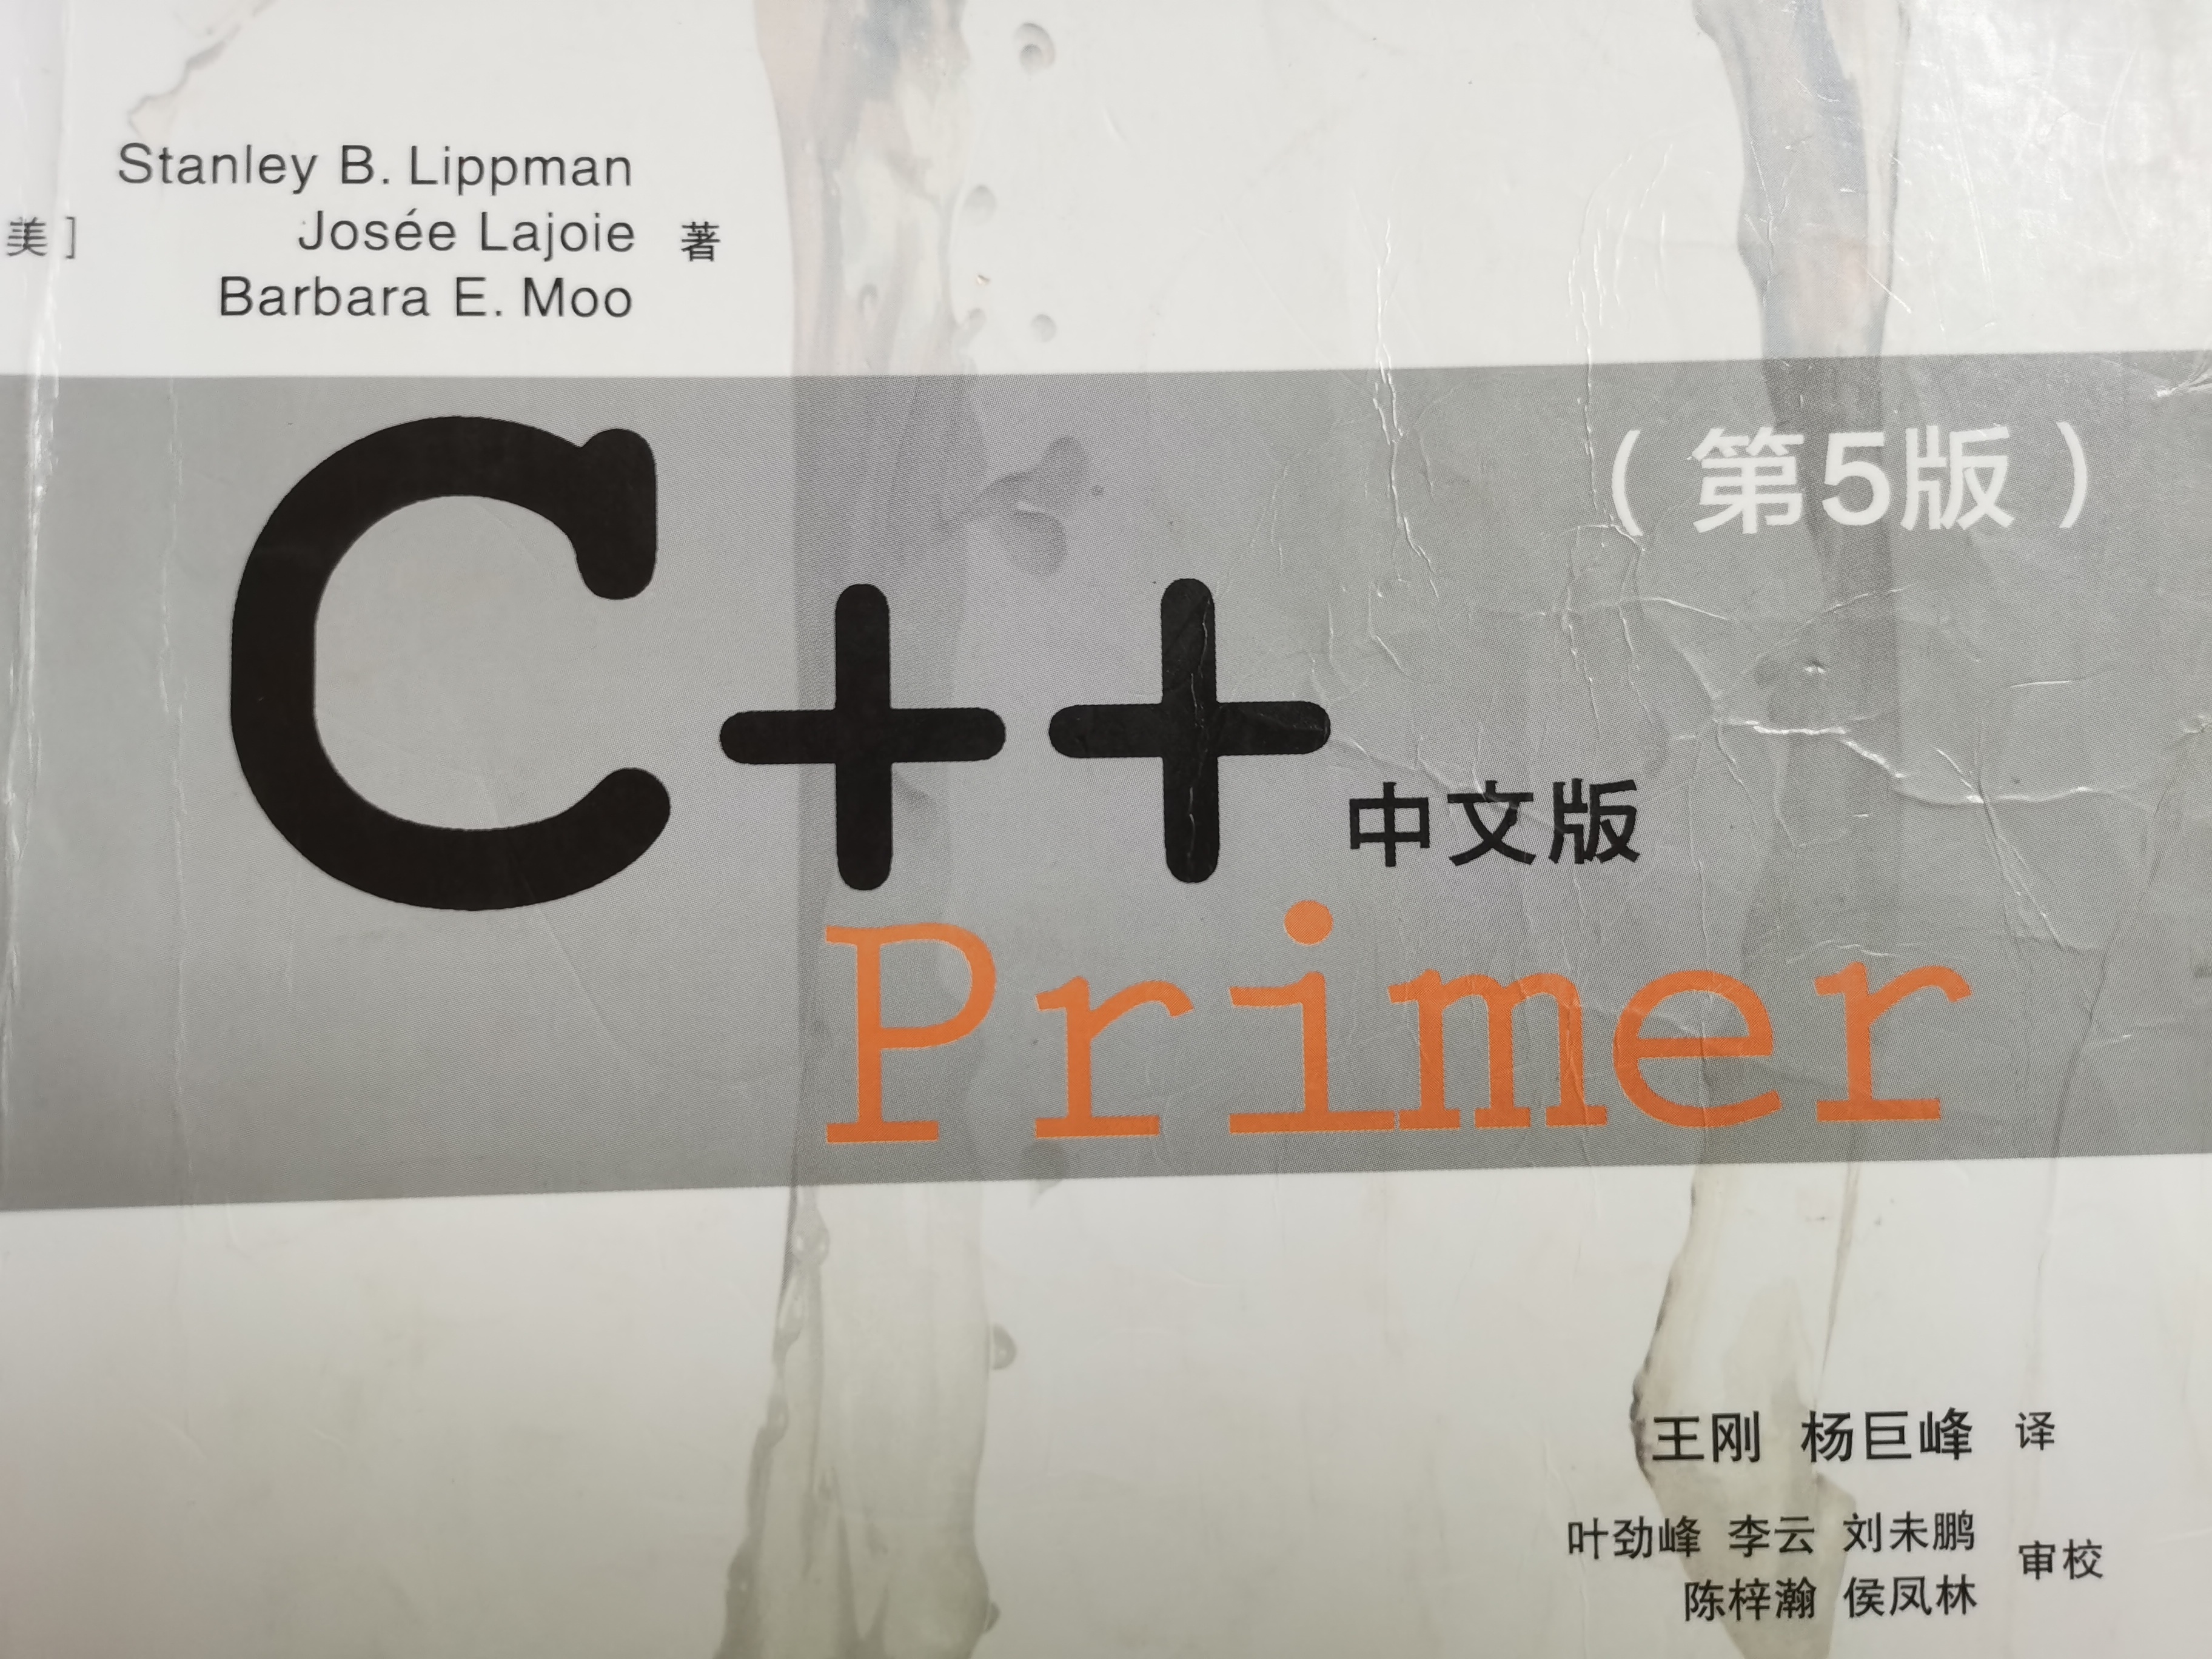 Stanley B. Lippman
美] Josée Lajoie 著
Barbara E. Moo
（第5版）
C++ 中文版
Primer
王刚 杨巨峰 译
叶劲峰 李云 刘未鹏
审校
陈梓瀚 侯凤林